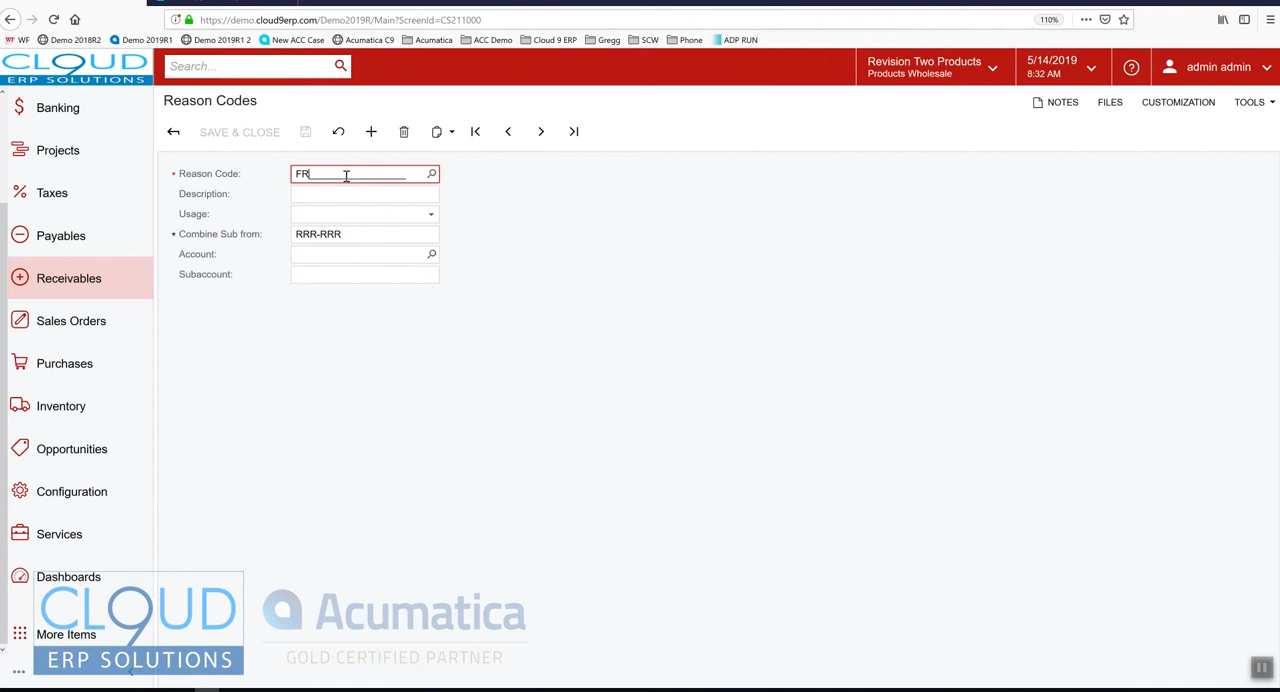 https://demo.cloud9erp.com/Demo2019R/Main?ScreenId=CS211000
110%
WF Demo 2018R2 Demo 2019R1 Demo 2019R1 2 New ACC Case Acumatica C9 Acumatica ACC Demo Cloud 9 ERP Gregg SCW Phone ADP RUN
CLOUD9
ERP SOLUTIONS
Search...
Revision Two Products
Products Wholesale
5/14/2019
8:32 AM
admin admin
Reason Codes
NOTES FILES CUSTOMIZATION TOOLS
SAVE & CLOSE
Banking
Projects
Taxes
Payables
Receivables
Sales Orders
Purchases
Inventory
Opportunities
Configuration
Services
Dashboards
More Items
* Reason Code: FR
Description:
Usage:
* Combine Sub from: RRR-RRR
Account:
Subaccount:
CLOUD9
ERP SOLUTIONS
Acumatica
GOLD CERTIFIED PARTNER